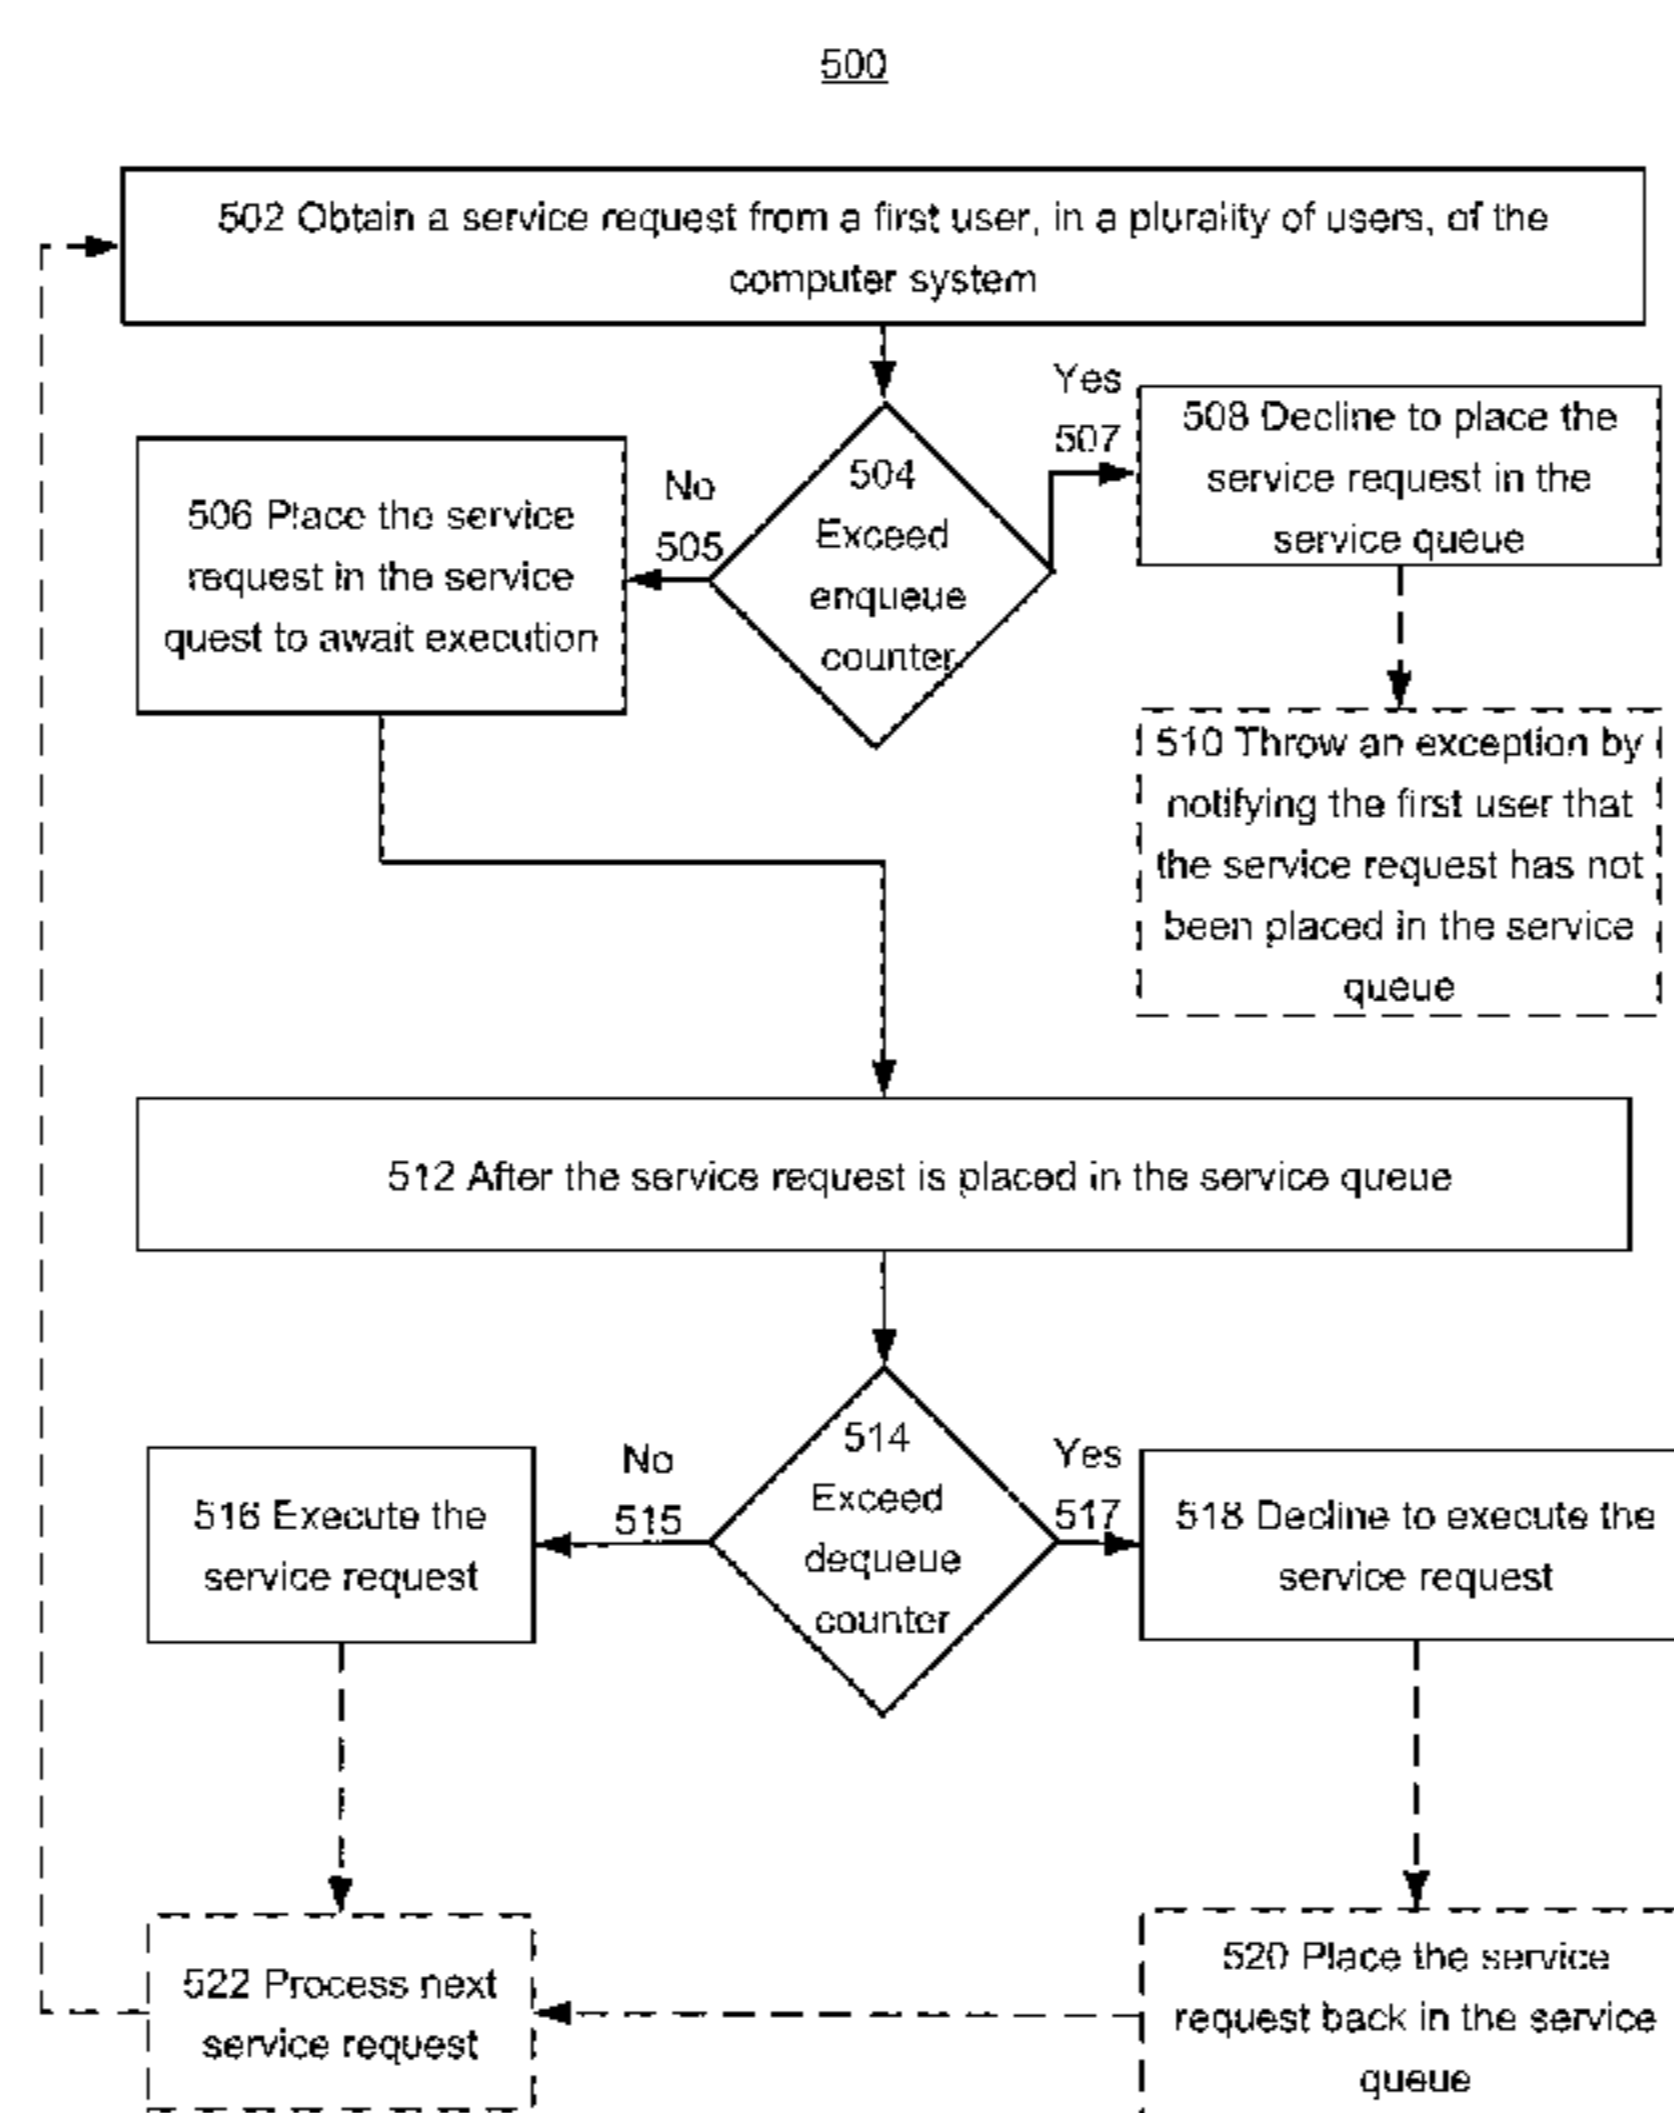 500
502 Obtain a service request from a first user, in a plurality of users, of the
computer system
Yes
507
508 Decline to place the
service request in the
service queue
504
Exceed
enqueue
counter
No
505
506 Place the service
request in the service
quest to await execution
510 Throw an exception by
notifying the first user that
the service request has not
been placed in the service
queue
512 After the service request is placed in the service queue
514
Exceed
dequeue
counter
No
515
516 Execute the
service request
Yes
517
518 Decline to execute the
service request
522 Process next
service request
520 Place the service
request back in the service
queue